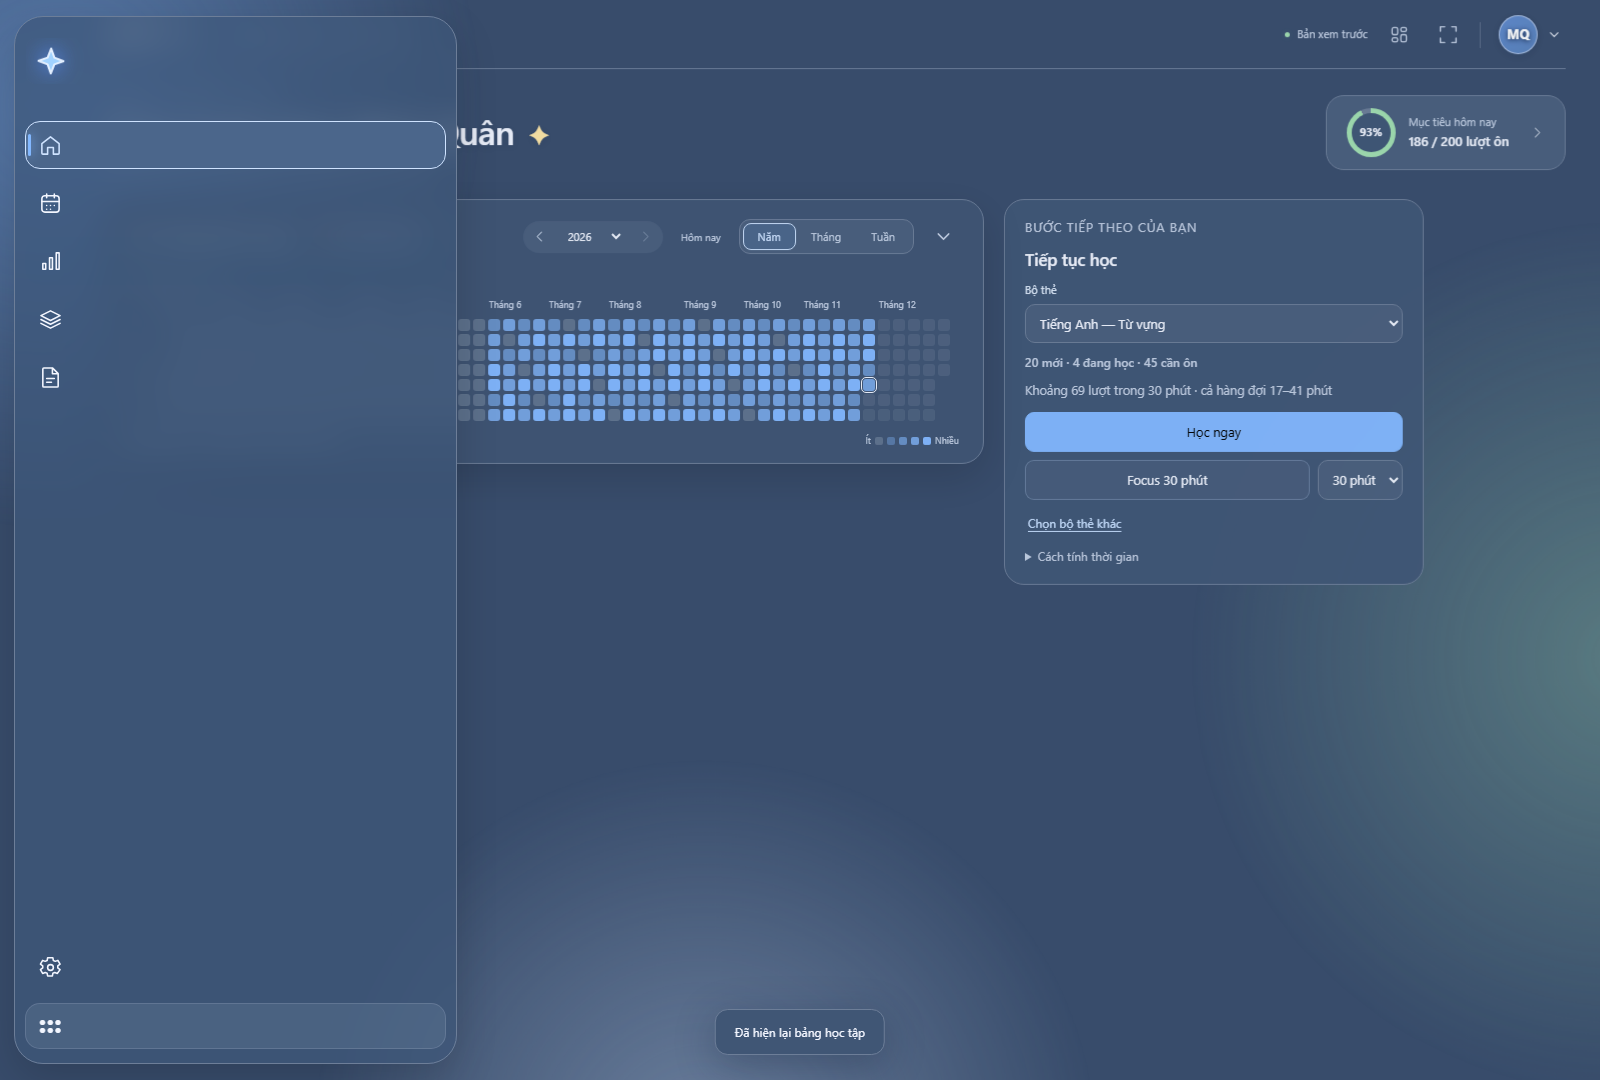 Bản xem trước
MQ
Quân
93%
Mục tiêu hôm nay
186 / 200 lượt ôn
2026
Hôm nay
Năm
Tháng
Tuần
Tháng 6
Tháng 7
Tháng 8
Tháng 9
Tháng 10
Tháng 11
Tháng 12
Ít
Nhiều
BƯỚC TIẾP THEO CỦA BẠN
Tiếp tục học
Bộ thẻ
Tiếng Anh — Từ vựng
20 mới · 4 đang học · 45 cần ôn
Khoảng 69 lượt trong 30 phút · cả hàng đợi 17–41 phút
Học ngay
Focus 30 phút
30 phút
Chọn bộ thẻ khác
Cách tính thời gian
Đã hiện lại bảng học tập